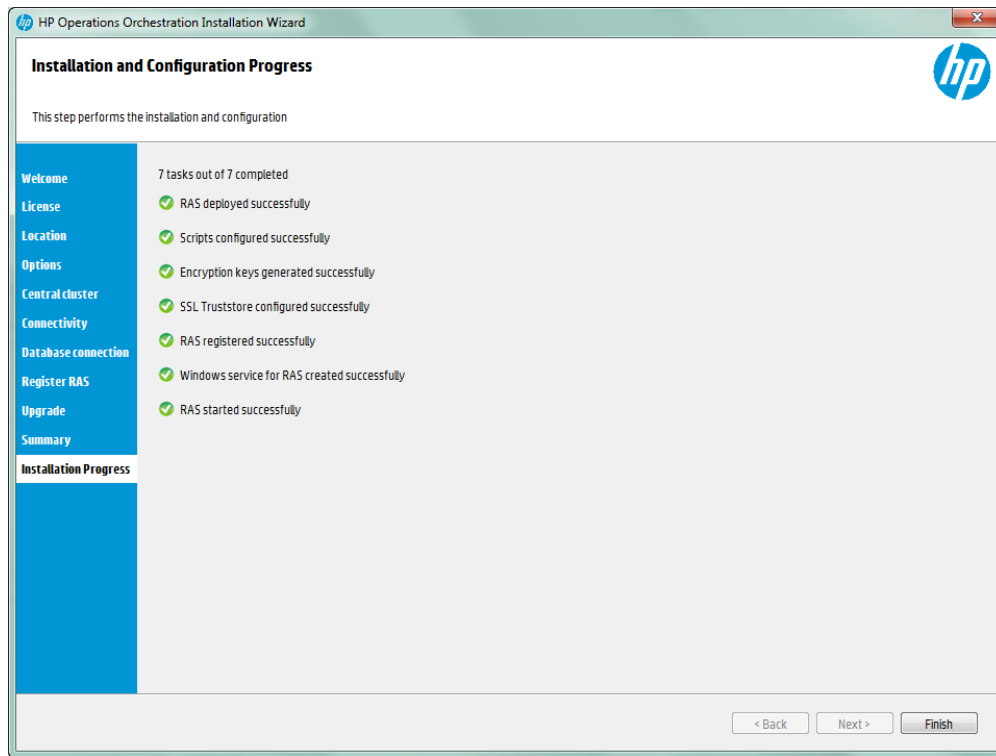 HP Operations Orchestration Installation Wizard
Installation and Configuration Progress
hp
This step performs the installation and configuration
Welcome
License
Location
Options
Central cluster
Connectivity
Database connection
Register RAS
Upgrade
Summary
Installation Progress
7 tasks out of 7 completed
RAS deployed successfully
Scripts configured successfully
Encryption keys generated successfully
SSL Truststore configured successfully
RAS registered successfully
Windows service for RAS created successfully
RAS started successfully
< Back Next > Finish